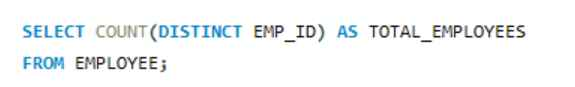 SELECT COUNT(DISTINCT EMP_ID) AS TOTAL_EMPLOYEES
FROM EMPLOYEE;